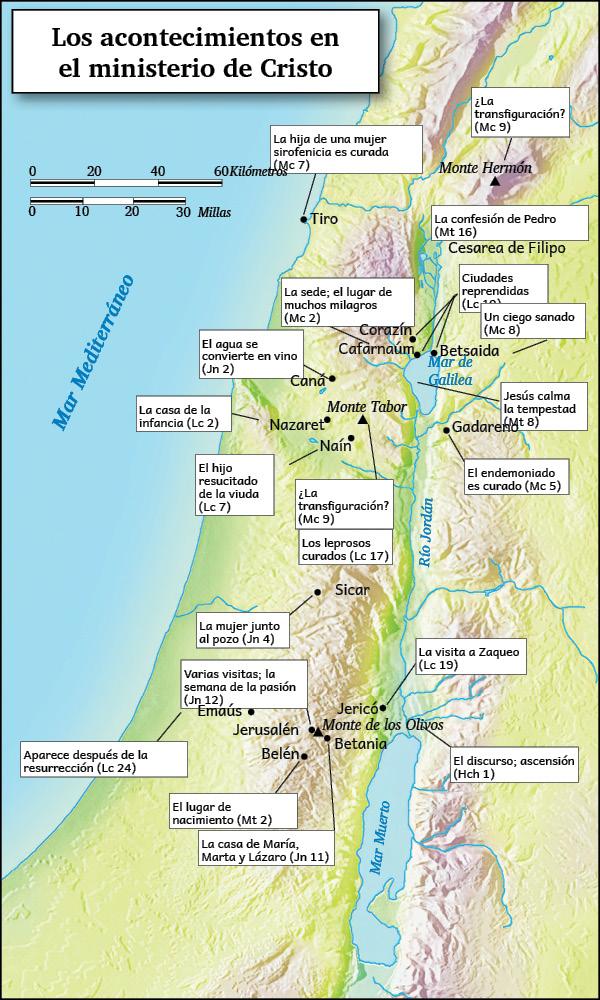 Los acontecimientos en
el ministerio de Cristo
¿La
transfiguración?
(Mc 9)
La hija de una mujer
sirofenicia es curada
(Mc 7)
Monte Hermón
0 20 40 60 Kilómetros
0 10 20 30 Millas
Tiro
La confesión de Pedro
(Mt 16)
Cesarea de Filipo
Ciudades
reprendidas
La sede; el lugar de
muchos milagros
(Mc 2)
Un ciego sanado
(Mc 8)
Corazín
Cafarnaúm
Betsaida
Mar de
Galilea
El agua se
convierte en vino
(Jn 2)
Caná
Mar Mediterráneo
Jesús calma
la tempestad
(Mt 8)
La casa de la
infancia (Lc 2)
Monte Tabor
Nazaret
Naín
Gadareno
El hijo
resucitado
de la viuda
(Lc 7)
El endemoniado
es curado (Mc 5)
¿La
transfiguración?
(Mc 9)
Río Jordán
Los leprosos
curados (Lc 17)
Sicar
La mujer junto
al pozo (Jn 4)
La visita a Zaqueo
(Lc 19)
Varias visitas; la
semana de la pasión
(Jn 12)
Emaús
Jericó
Jerusalén
Monte de los Olivos
Betania
Belén
Aparece después de la
resurrección (Lc 24)
El discurso; ascensión
(Hch 1)
El lugar de
nacimiento (Mt 2)
La casa de María,
Marta y Lázaro (Jn 11)
Mar Muerto